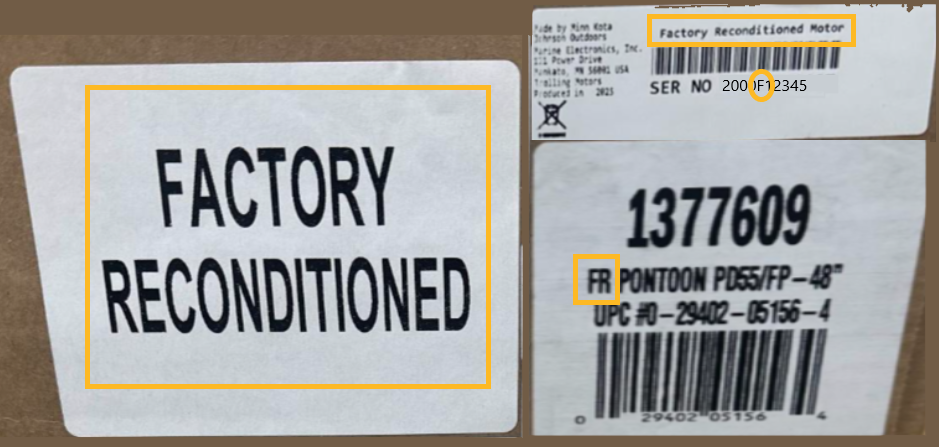 FACTORY
RECONDITIONED
Made by Minn Kota
Johnson Outdoors
Marine Electronics, Inc.
121 Power Drive
Mankato, MN 56001 USA
Trolling Motors
Produced in 2023
Factory Reconditioned Motor
SER NO 2000F12345
1377609
FR PONTOON PD55/FP-48"
UPC #0-29402-05156-4
0 29402 05156 4